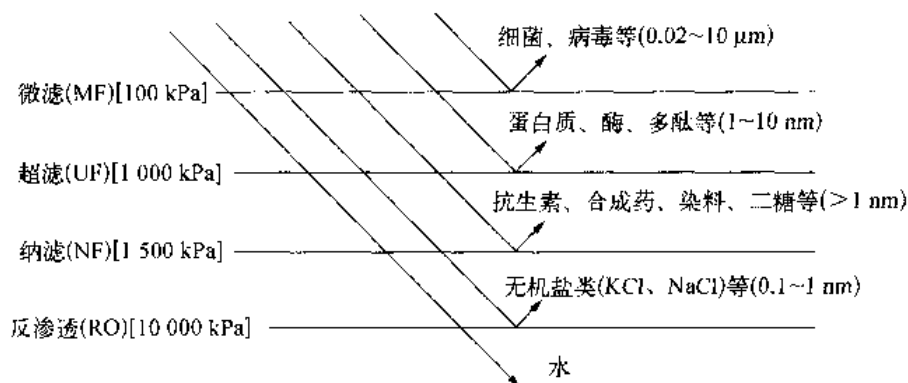 细菌、病毒等(0.02~10 μm)
微滤(MF)[100 kPa]
蛋白质、酶、多酞等(1~10 nm)
超滤(UF)[1 000 kPa]
抗生素、合成药、染料、二糖等(>1 nm)
纳滤(NF)[1 500 kPa]
无机盐类(KCl、NaCl)等(0.1~1 nm)
反渗透(RO)[10 000 kPa]
水